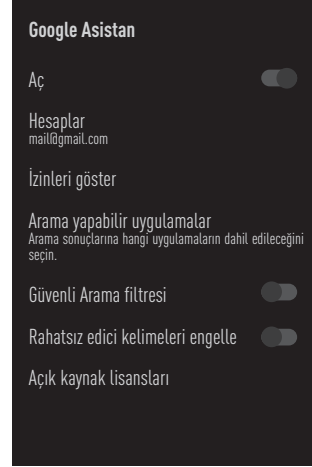 Google Asistan
Aç
Hesaplar
mail@gmail.com
İzinleri göster
Arama yapabilir uygulamalar
Arama sonuçlarına hangi uygulamaların dahil edileceğini
seçin.
Güvenli Arama filtresi
Rahatsız edici kelimeleri engelle
Açık kaynak lisansları